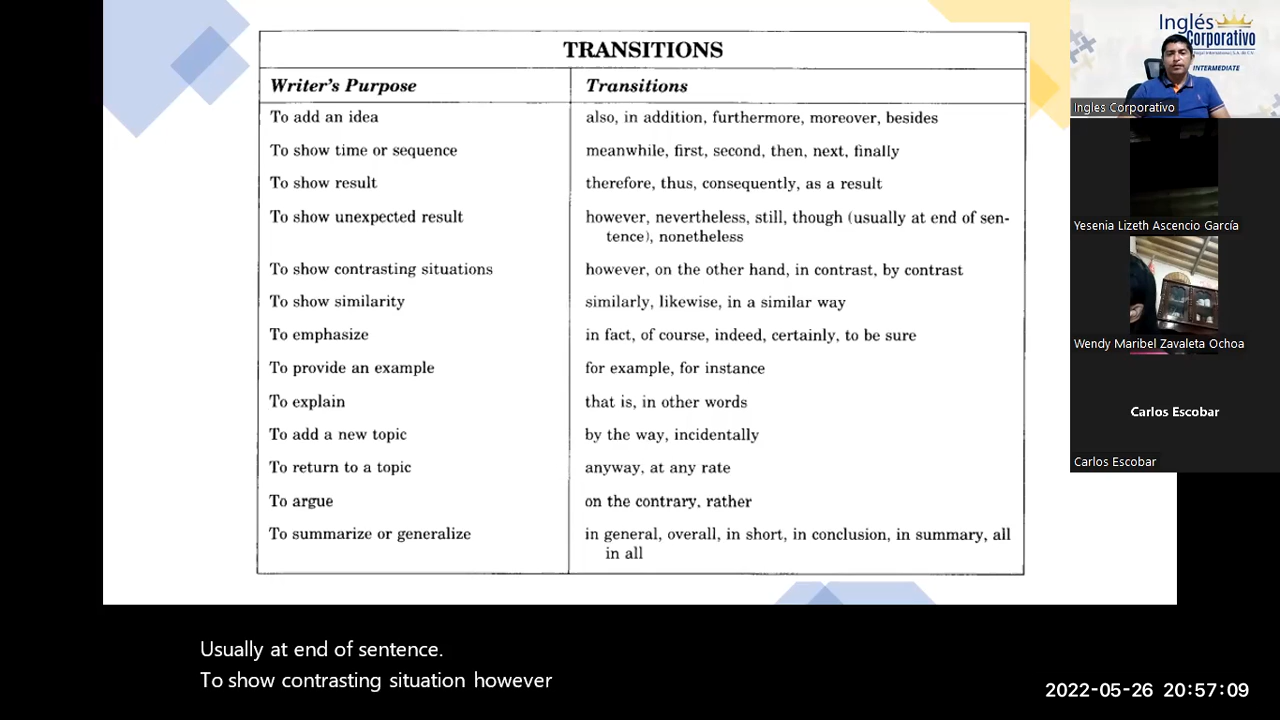 TRANSITIONS
Writer's Purpose Transitions
To add an idea also, in addition, furthermore, moreover, besides
To show time or sequence meanwhile, first, second, then, next, finally
To show result therefore, thus, consequently, as a result
To show unexpected result however, nevertheless, still, though (usually at end of sen-
tence), nonetheless
To show contrasting situations however, on the other hand, in contrast, by contrast
To show similarity similarly, likewise, in a similar way
To emphasize in fact, of course, indeed, certainly, to be sure
To provide an example for example, for instance
To explain that is, in other words
To add a new topic by the way, incidentally
To return to a topic anyway, at any rate
To argue on the contrary, rather
To summarize or generalize in general, overall, in short, in conclusion, in summary, all
in all
Inglés
Corporativo
INTERMEDIATE
Ingles Corporativo
Yesenia Lizeth Ascencio García
Wendy Maribel Zavaleta Ochoa
Carlos Escobar
Carlos Escobar
Usually at end of sentence.
To show contrasting situation however
2022-05-26 20:57:09